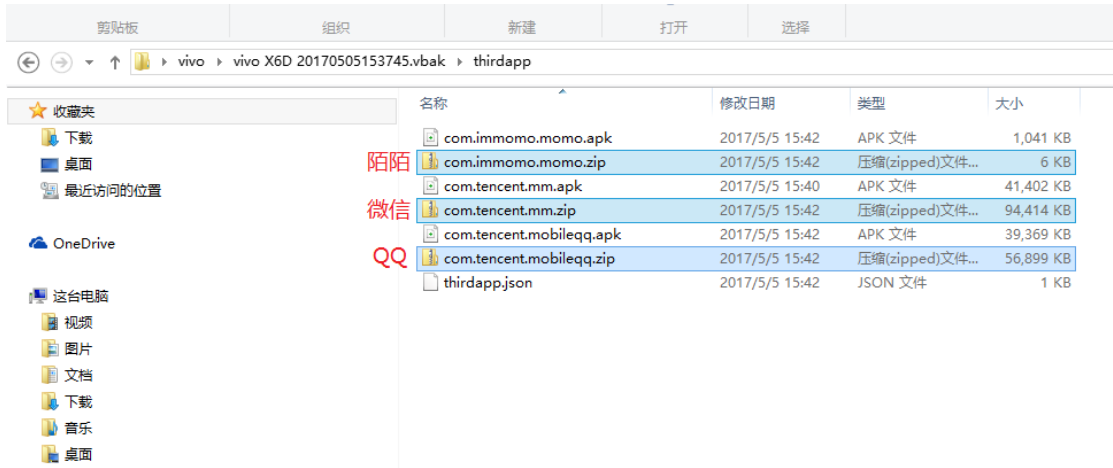 剪贴板 组织 新建 打开 选择
vivo vivo X6D 20170505153745.vbak thirdapp
收藏夹
下载
桌面
最近访问的位置
OneDrive
这台电脑
视频
图片
文档
下载
音乐
桌面
名称 修改日期 类型 大小
com.immomo.momo.apk 2017/5/5 15:42 APK 文件 1,041 KB
陌陌 com.immomo.momo.zip 2017/5/5 15:42 压缩(zipped)文件... 6 KB
com.tencent.mm.apk 2017/5/5 15:40 APK 文件 41,402 KB
微信 com.tencent.mm.zip 2017/5/5 15:42 压缩(zipped)文件... 94,414 KB
com.tencent.mobileqq.apk 2017/5/5 15:42 APK 文件 39,369 KB
QQ com.tencent.mobileqq.zip 2017/5/5 15:42 压缩(zipped)文件... 56,899 KB
thirdapp.json 2017/5/5 15:42 JSON 文件 1 KB